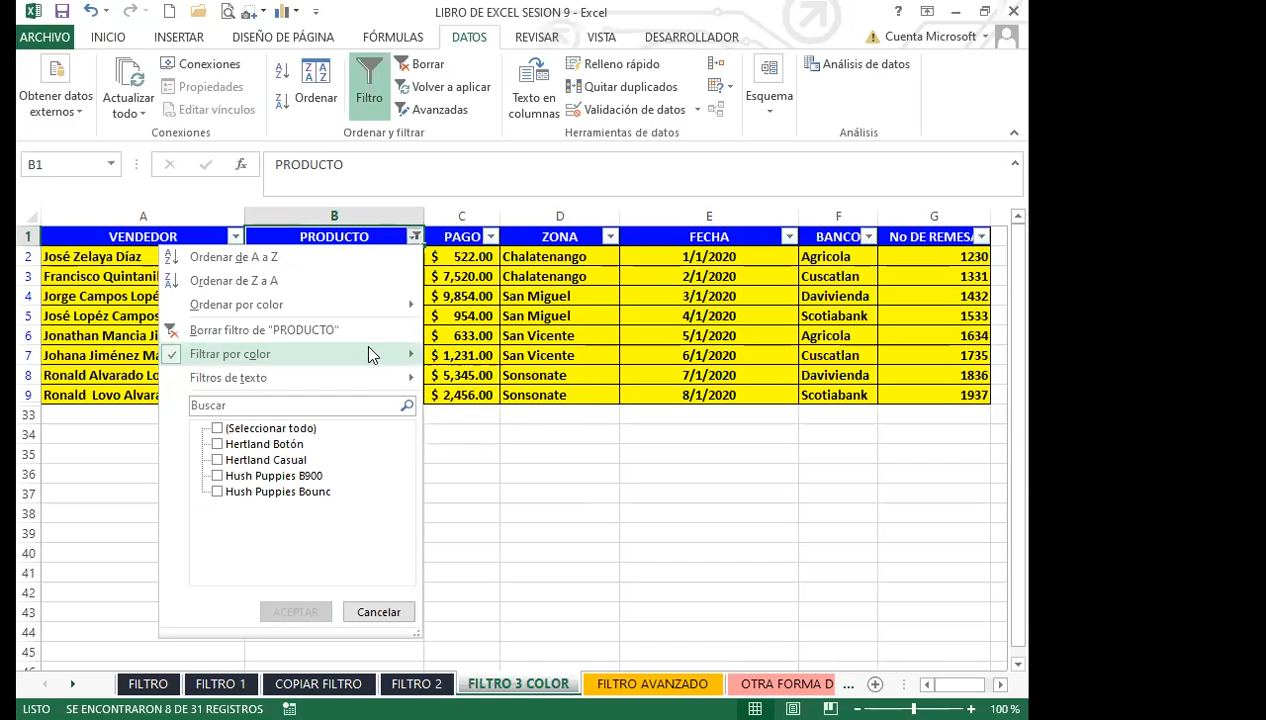 LIBRO DE EXCEL SESION 9 - Excel
ARCHIVO INICIO INSERTAR DISEÑO DE PÁGINA FÓRMULAS DATOS REVISAR VISTA DESARROLLADOR Cuenta Microsoft
Obtener datos externos
Actualizar todo
Conexiones
Propiedades
Editar vínculos
Conexiones
Ordenar
Filtro
Borrar
Volver a aplicar
Avanzadas
Ordenar y filtrar
Texto en columnas
Relleno rápido
Quitar duplicados
Validación de datos
Herramientas de datos
Esquema
Análisis de datos
Análisis
B1 fx PRODUCTO
A B C D E F G
1 VENDEDOR PRODUCTO PAGO ZONA FECHA BANCO No DE REMESA
2 José Zelaya Díaz $ 522.00 Chalatenango 1/1/2020 Agricola 1230
3 Francisco Quintanil $ 7,520.00 Chalatenango 2/1/2020 Cuscatlan 1331
4 Jorge Campos Lopé $ 9,854.00 San Miguel 3/1/2020 Davivienda 1432
5 José Lopéz Campos $ 954.00 San Miguel 4/1/2020 Scotiabank 1533
6 Jonathan Mancia Ji $ 633.00 San Vicente 5/1/2020 Agricola 1634
7 Johana Jiménez Ma $ 1,231.00 San Vicente 6/1/2020 Cuscatlan 1735
8 Ronald Alvarado Lo $ 5,345.00 Sonsonate 7/1/2020 Davivienda 1836
9 Ronald Lovo Alvara $ 2,456.00 Sonsonate 8/1/2020 Scotiabank 1937
33
34
35
36
37
38
39
40
41
42
43
44
45
Ordenar de A a Z
Ordenar de Z a A
Ordenar por color
Borrar filtro de "PRODUCTO"
Filtrar por color
Filtros de texto
Buscar
(Seleccionar todo)
Hertland Botón
Hertland Casual
Hush Puppies B900
Hush Puppies Bounc
ACEPTAR Cancelar
FILTRO FILTRO 1 COPIAR FILTRO FILTRO 2 FILTRO 3 COLOR FILTRO AVANZADO OTRA FORMA D ...
LISTO SE ENCONTRARON 8 DE 31 REGISTROS 100 %